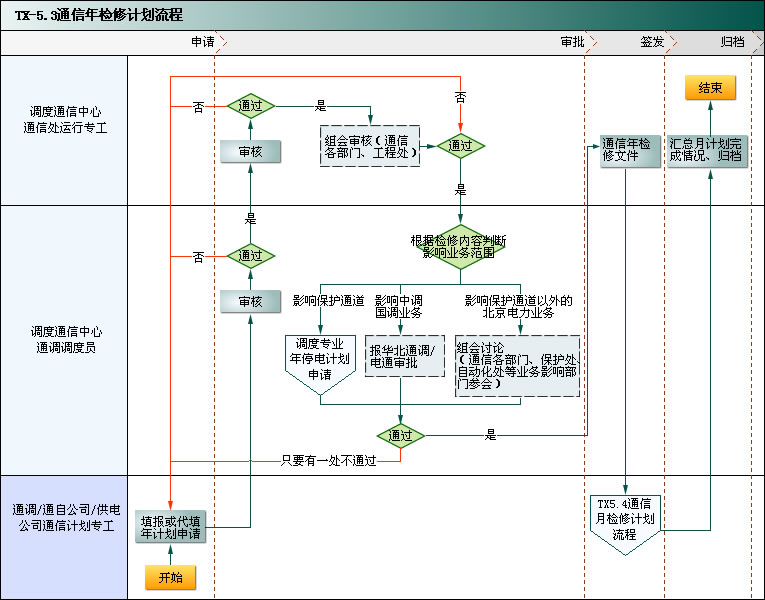 TX-5.3通信年检修计划流程
申请
审批
签发
归档
调度通信中心
通信处运行专工
否
通过
是
审核
组会审核（通信
各部门、工程处）
否
通过
是
通信年检
修文件
结束
汇总月计划完
成情况、归档
调度通信中心
通调调度员
是
否
通过
审核
根据检修内容判断
影响业务范围
影响保护通道
影响中调
国调业务
影响保护通道以外的
北京电力业务
调度专业
年停电计划
申请
报华北通调/
电通审批
组会讨论
（通信各部门、保护处、
自动化处等业务影响部
门参会）
通过
是
只要有一处不通过
通调/通自公司/供电
公司通信计划专工
填报或代填
年计划申请
开始
TX5.4通信
月检修计划
流程